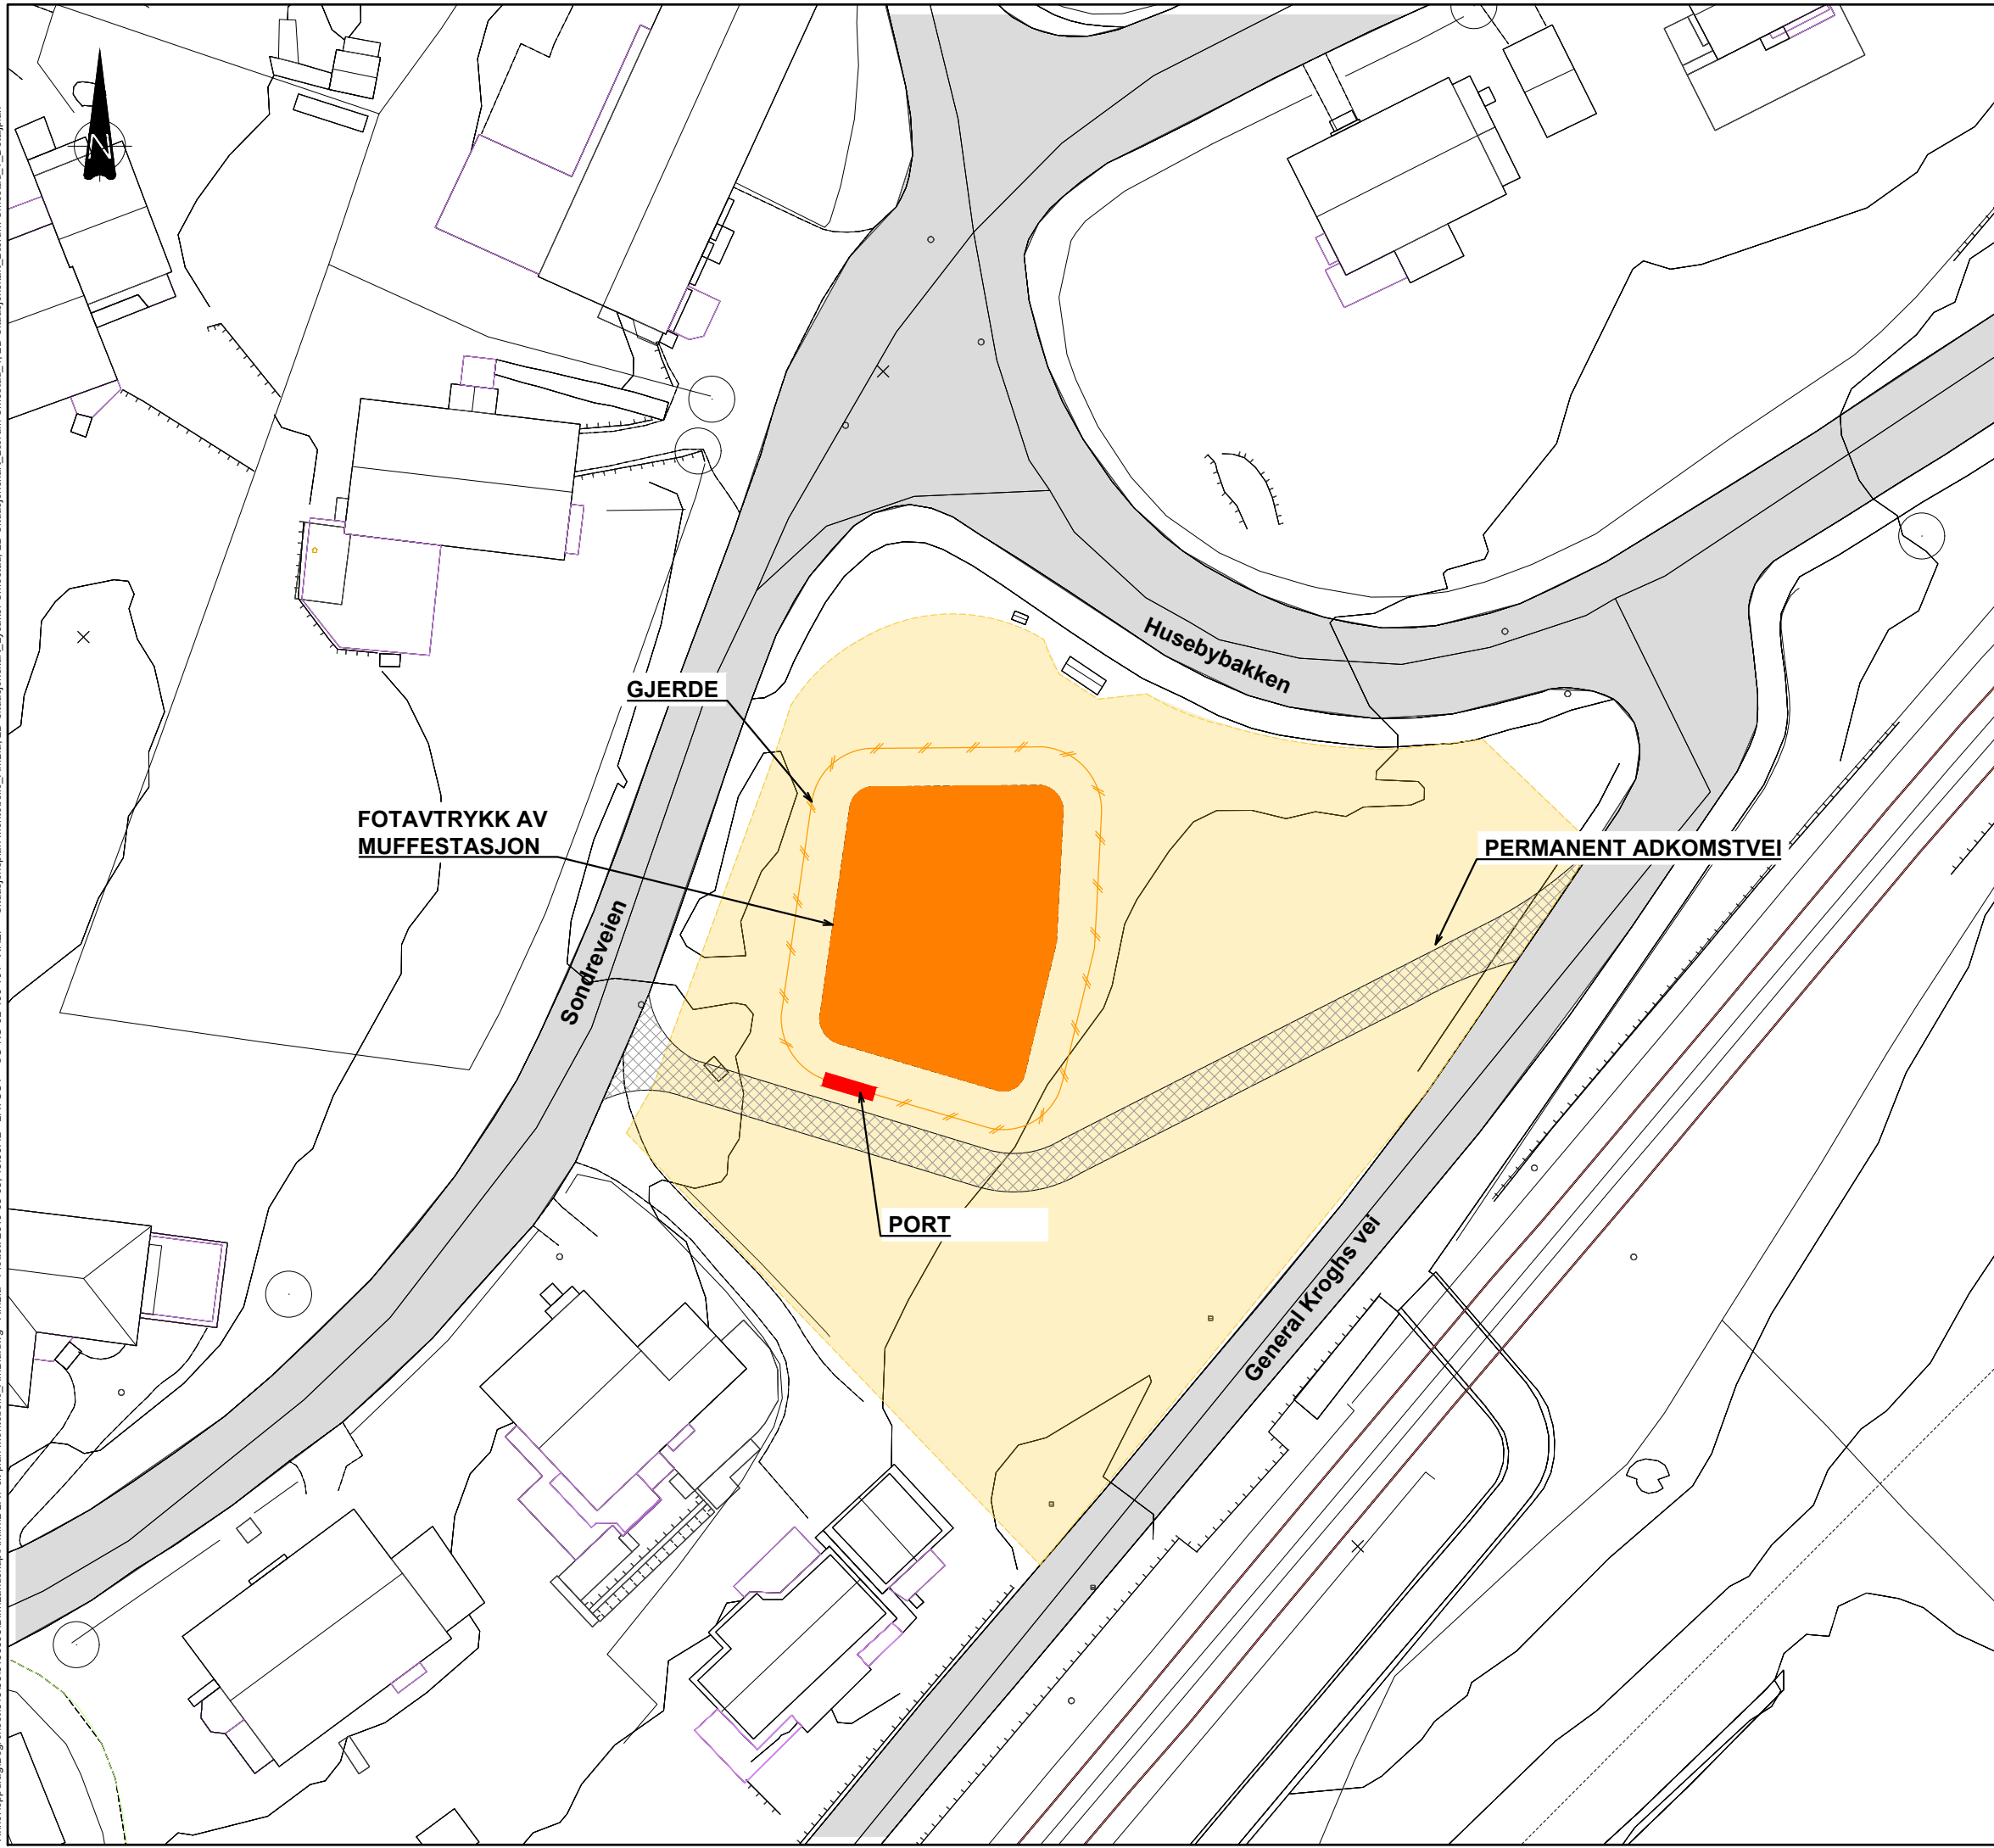 N
Husebybakken
GJERDE
FOTAVTRYKK AV
MUFFESTASJON
PERMANENT ADKOMSTVEI
Sondreveien
PORT
General Kroghs vei